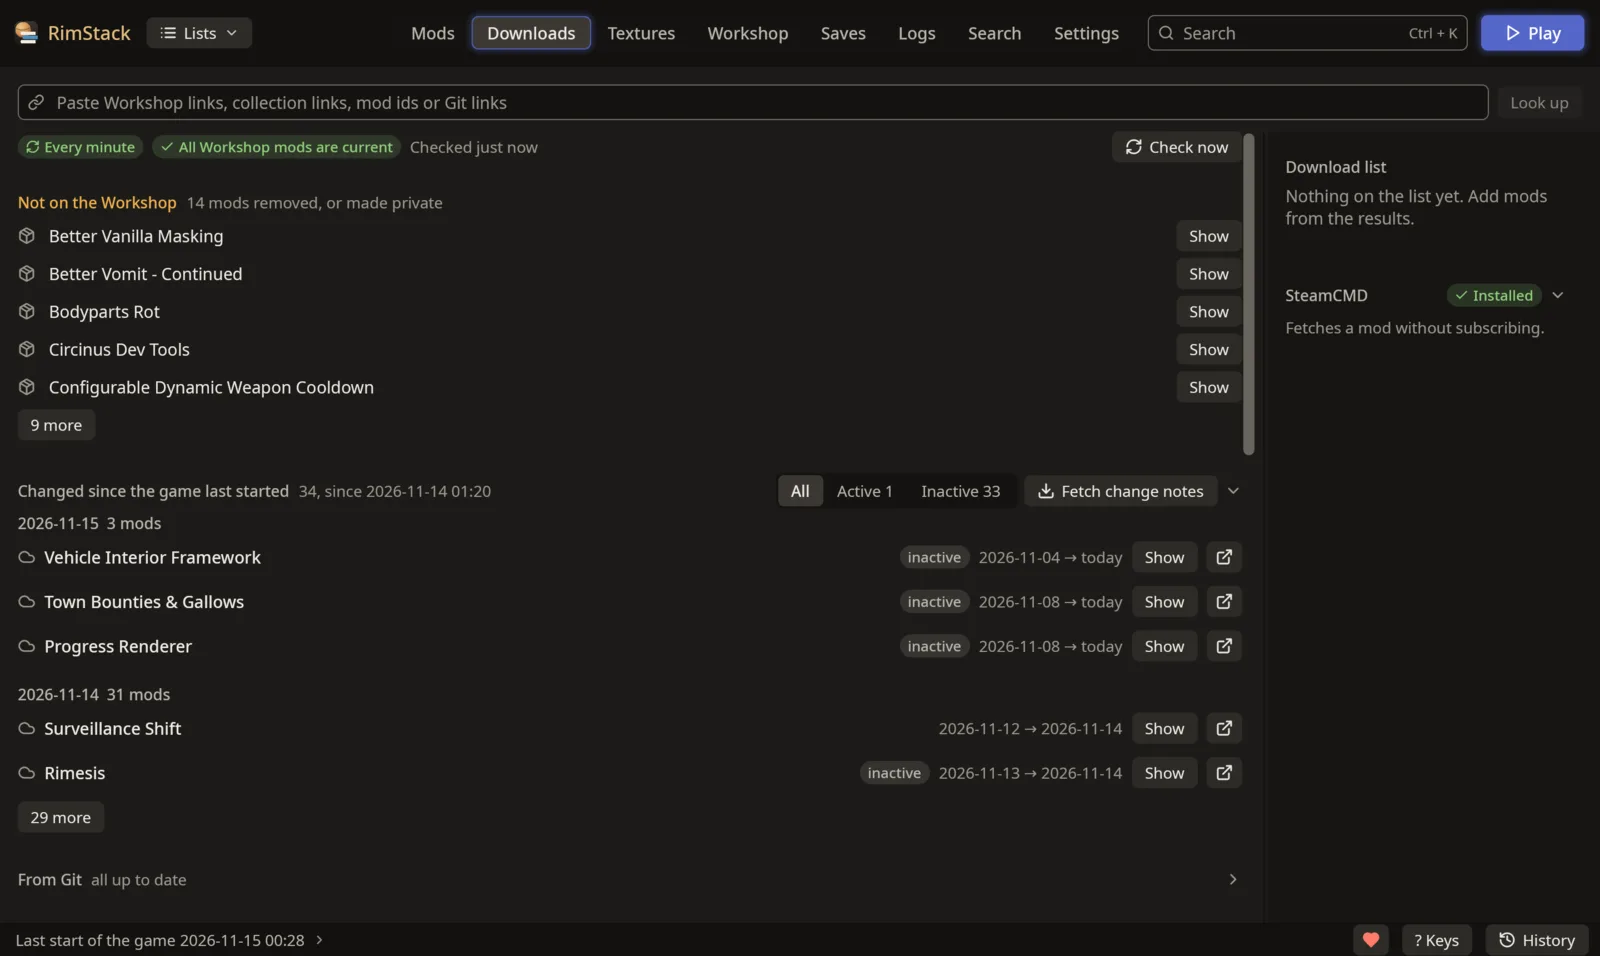 RimStack Lists Mods Downloads Textures Workshop Saves Logs Search Settings Search Ctrl + K Play
Paste Workshop links, collection links, mod ids or Git links Look up
Every minute All Workshop mods are current Checked just now Check now
Not on the Workshop 14 mods removed, or made private
Better Vanilla Masking Show
Better Vomit - Continued Show
Bodyparts Rot Show
Circinus Dev Tools Show
Configurable Dynamic Weapon Cooldown Show
9 more
Changed since the game last started 34, since 2026-11-14 01:20 All Active 1 Inactive 33 Fetch change notes
2026-11-15 3 mods
Vehicle Interior Framework inactive 2026-11-04 → today Show
Town Bounties & Gallows inactive 2026-11-08 → today Show
Progress Renderer inactive 2026-11-08 → today Show
2026-11-14 31 mods
Surveillance Shift 2026-11-12 → 2026-11-14 Show
Rimesis inactive 2026-11-13 → 2026-11-14 Show
29 more
From Git all up to date
Download list
Nothing on the list yet. Add mods
from the results.
SteamCMD Installed
Fetches a mod without subscribing.
Last start of the game 2026-11-15 00:28 ? Keys History